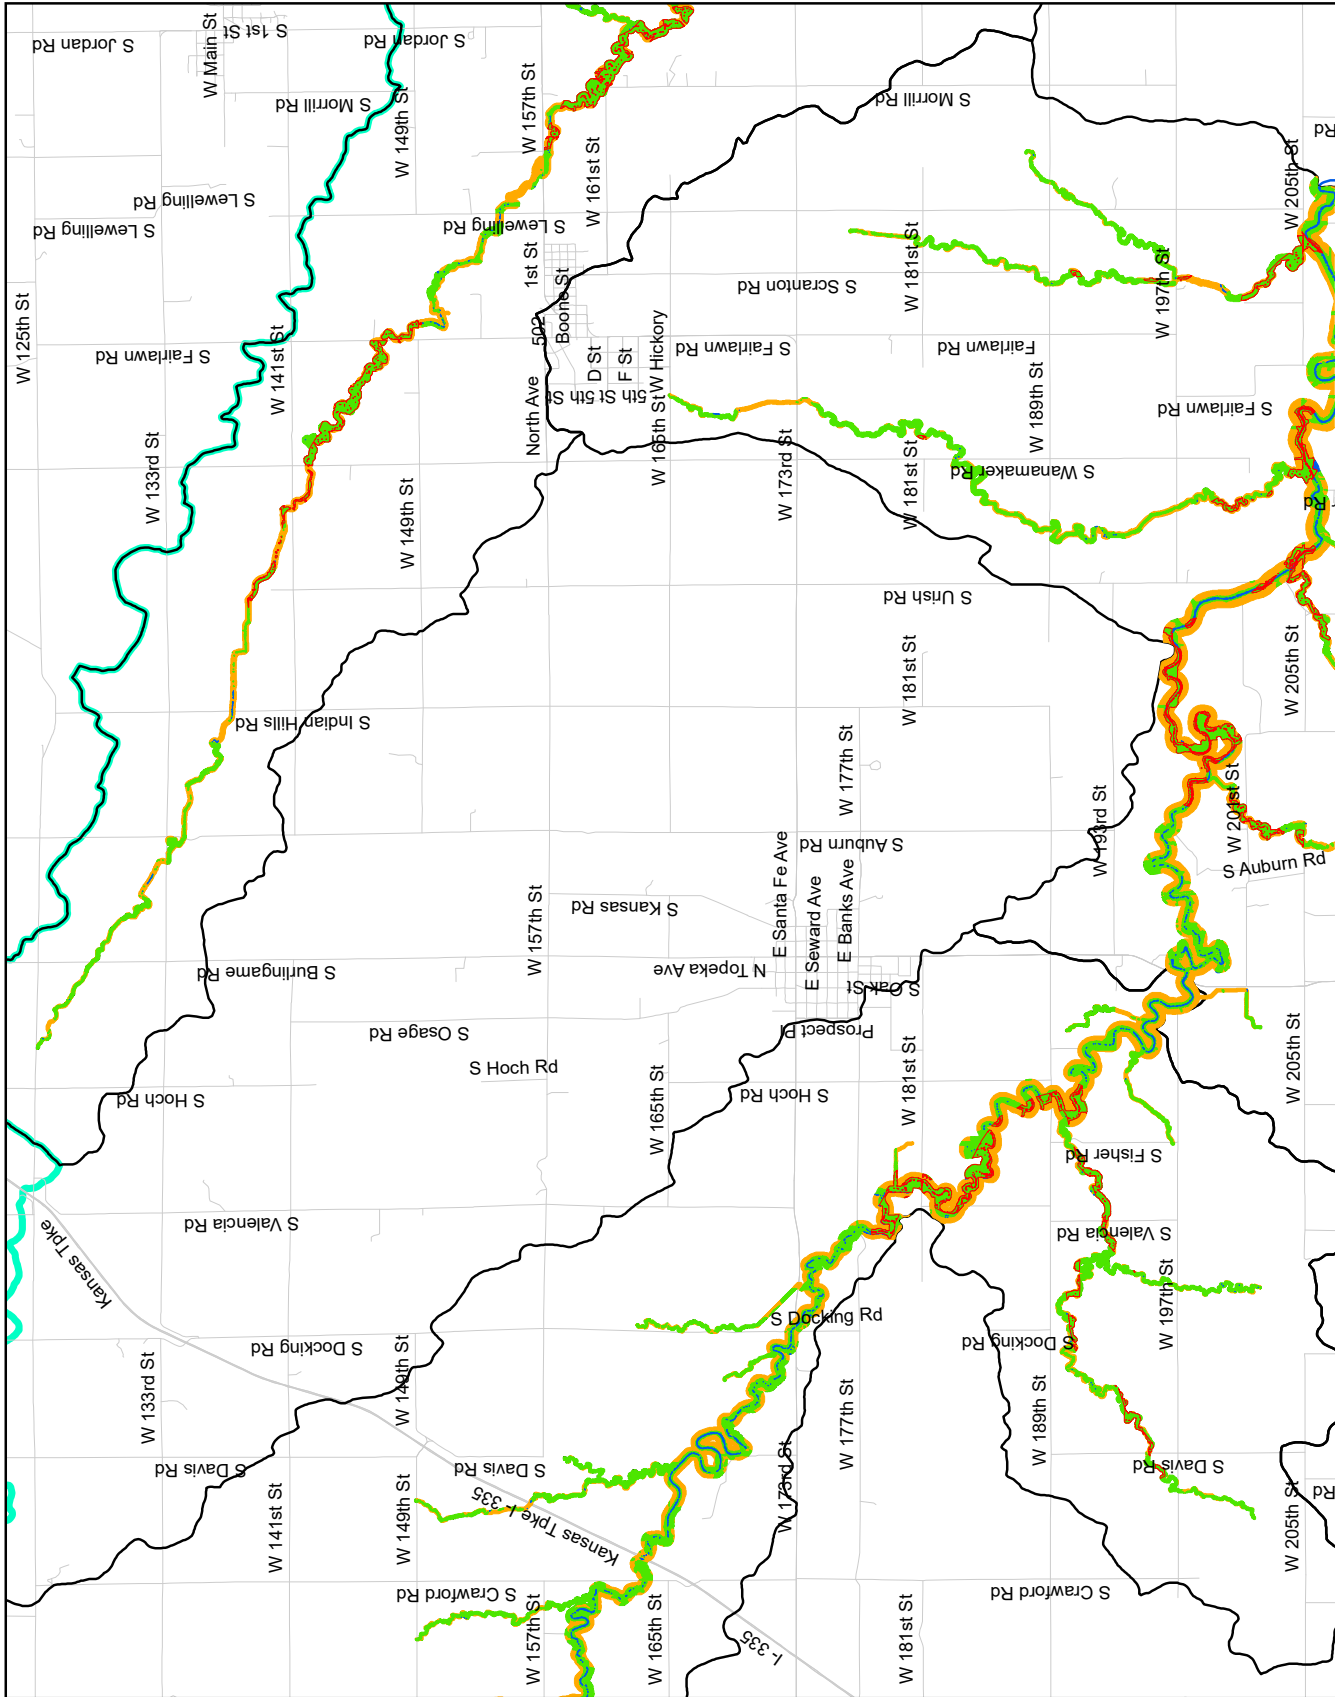 S Jordan Rd
W Main St
S 1st St
S Jordan Rd
S Morrill Rd
W 149th St
W 157th St
S Morrill Rd
Rd
W 161st St
W 205th St
S Lewelling Rd
S Lewelling Rd
S Lewelling Rd
W 125th St
1st St
Boone St
S Scranton Rd
W 181st St
W 197th St
S Fairlawn Rd
W 141st St
502
D St
F St
W Hickory
S Fairlawn Rd
Fairlawn Rd
W 189th St
S Fairlawn Rd
North Ave
5th St
5th St
W 165th St
W 133rd St
W 149th St
W 173rd St
W 181st St
S Wanamaker Rd
Rd
S Urish Rd
W 181st St
W 205th St
S Indian Hills Rd
W 177th St
W 193rd St
W 201st St
S Auburn Rd
S Auburn Rd
E Santa Fe Ave
E Seward Ave
E Banks Ave
W 157th St
S Kansas Rd
S Burlingame Rd
N Topeka Ave
S Oak St
S Osage Rd
Prospect Pl
S Hoch Rd
W 181st St
W 205th St
S Hoch Rd
W 165th St
S Hoch Rd
S Fisher Rd
S Valencia Rd
S Valencia Rd
Kansas Tpke
W 197th St
S Docking Rd
S Docking Rd
S Docking Rd
W 133rd St
W 149th St
W 177th St
W 189th St
S Davis Rd
S Davis Rd
W 173rd St
S Davis Rd
Rd
W 141st St
W 149th St
Kansas Tpke I-335
W 205th St
S Crawford Rd
S Crawford Rd
W 157th St
W 165th St
I-335
W 181st St